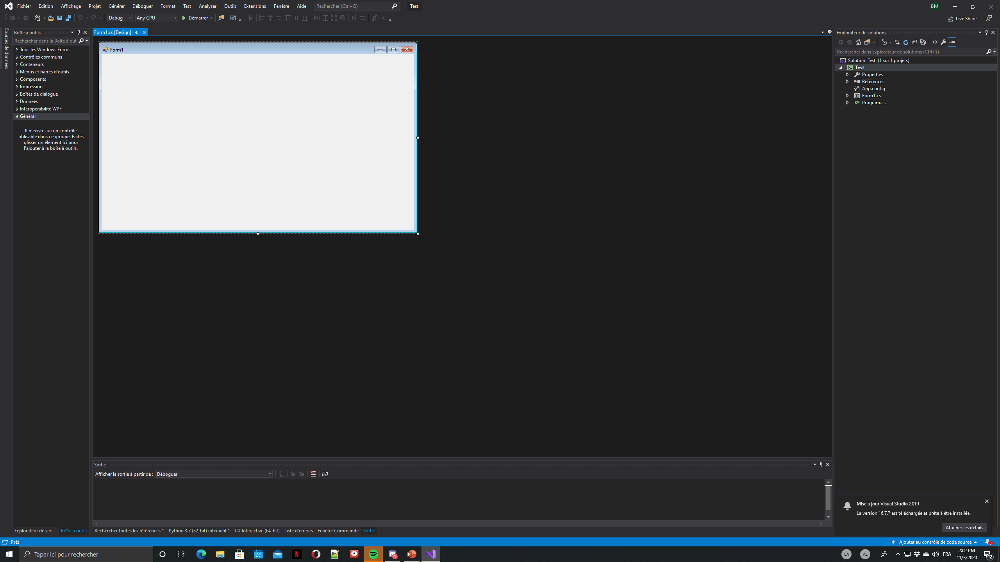 Fichier Edition Affichage Projet Générer Déboguer Format Test Analyser Outils Extensions Fenêtre Aide Rechercher (Ctrl+Q) Test BM
Debug Any CPU Démarrer Live Share
Sources de données
Boîte à outils
Rechercher dans la Boîte à out
Tous les Windows Forms
Contrôles communs
Conteneurs
Menus et barres d'outils
Composants
Impression
Boîtes de dialogue
Données
Interopérabilité WPF
Général
Il n'existe aucun contrôle
utilisable dans ce groupe. Faites
glisser un élément ici pour
l'ajouter à la boîte à outils.
Form1.cs [Design]
Form1
Explorateur de solutions
Rechercher dans Explorateur de solutions (Ctrl+$)
Solution 'Test' (1 sur 1 projets)
C# Test
Properties
Références
App.config
Form1.cs
C# Program.cs
Sortie
Afficher la sortie à partir de : Déboguer
Mise à jour Visual Studio 2019
La version 16.7.7 est téléchargée et prête à être installée.
Afficher les détails
Explorateur de ser... Boîte à outils Rechercher toutes les références 1 Python 3.7 (32-bit) interactif 1 C# Interactive (64-bit) Liste d'erreurs Fenêtre Commande Sortie
Prêt Ajouter au contrôle de code source 3
Taper ici pour rechercher N 1 P CA AL FRA 2:02 PM
11/3/2020 12